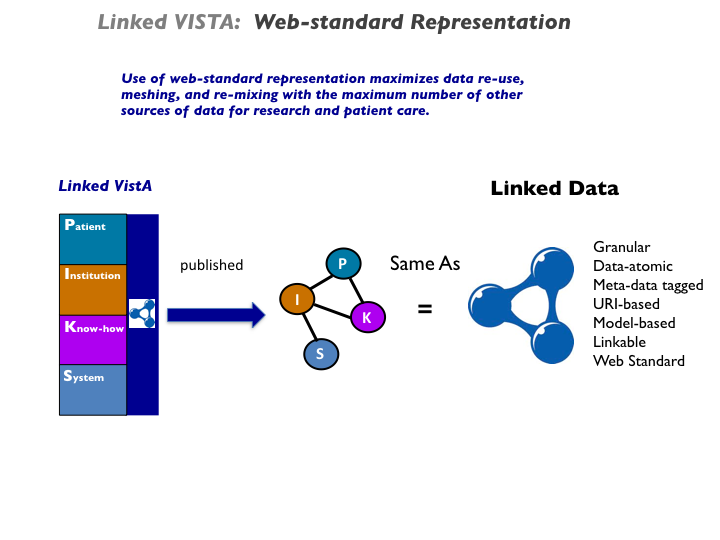 Linked VISTA:  Web-standard Representation
Use of web-standard representation maximizes data re-use,
meshing, and re-mixing with the maximum number of other
sources of data for research and patient care.
Linked VistA
Linked Data
Patient
Institution
Know-how
System
published
P
I
K
S
Same As
=
Granular
Data-atomic
Meta-data tagged
URI-based
Model-based
Linkable
Web Standard